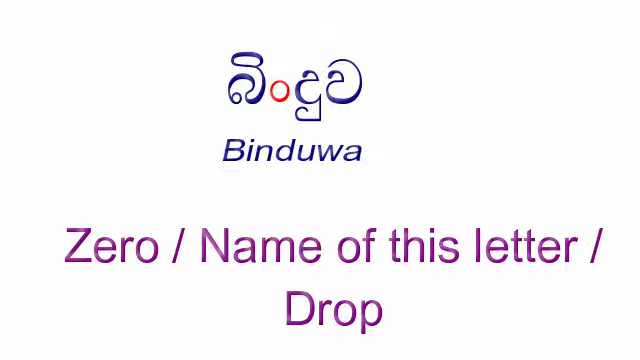 බිංදුව
Binduwa
Zero / Name of this letter /
Drop